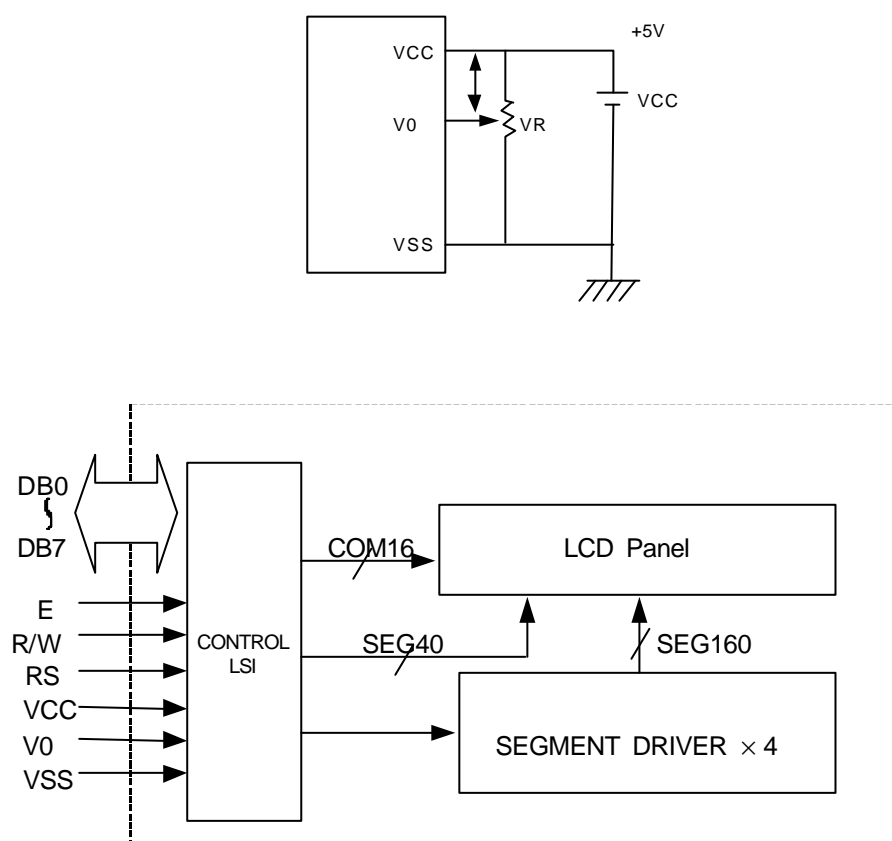 +5V
VCC
VCC
V0
VR
VSS
DB0
DB7
COM16
LCD Panel
E
R/W
CONTROL
LSI
SEG40
SEG160
RS
VCC
V0
SEGMENT DRIVER × 4
VSS